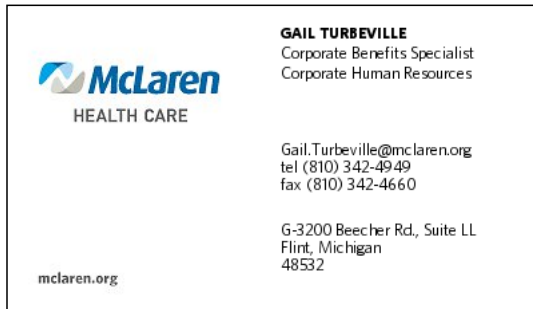 McLaren
HEALTH CARE
mclaren.org
GAIL TURBEVILLE
Corporate Benefits Specialist
Corporate Human Resources
Gail.Turbeville@mclaren.org
tel (810) 342-4949
fax (810) 342-4660
G-3200 Beecher Rd., Suite LL
Flint, Michigan
48532